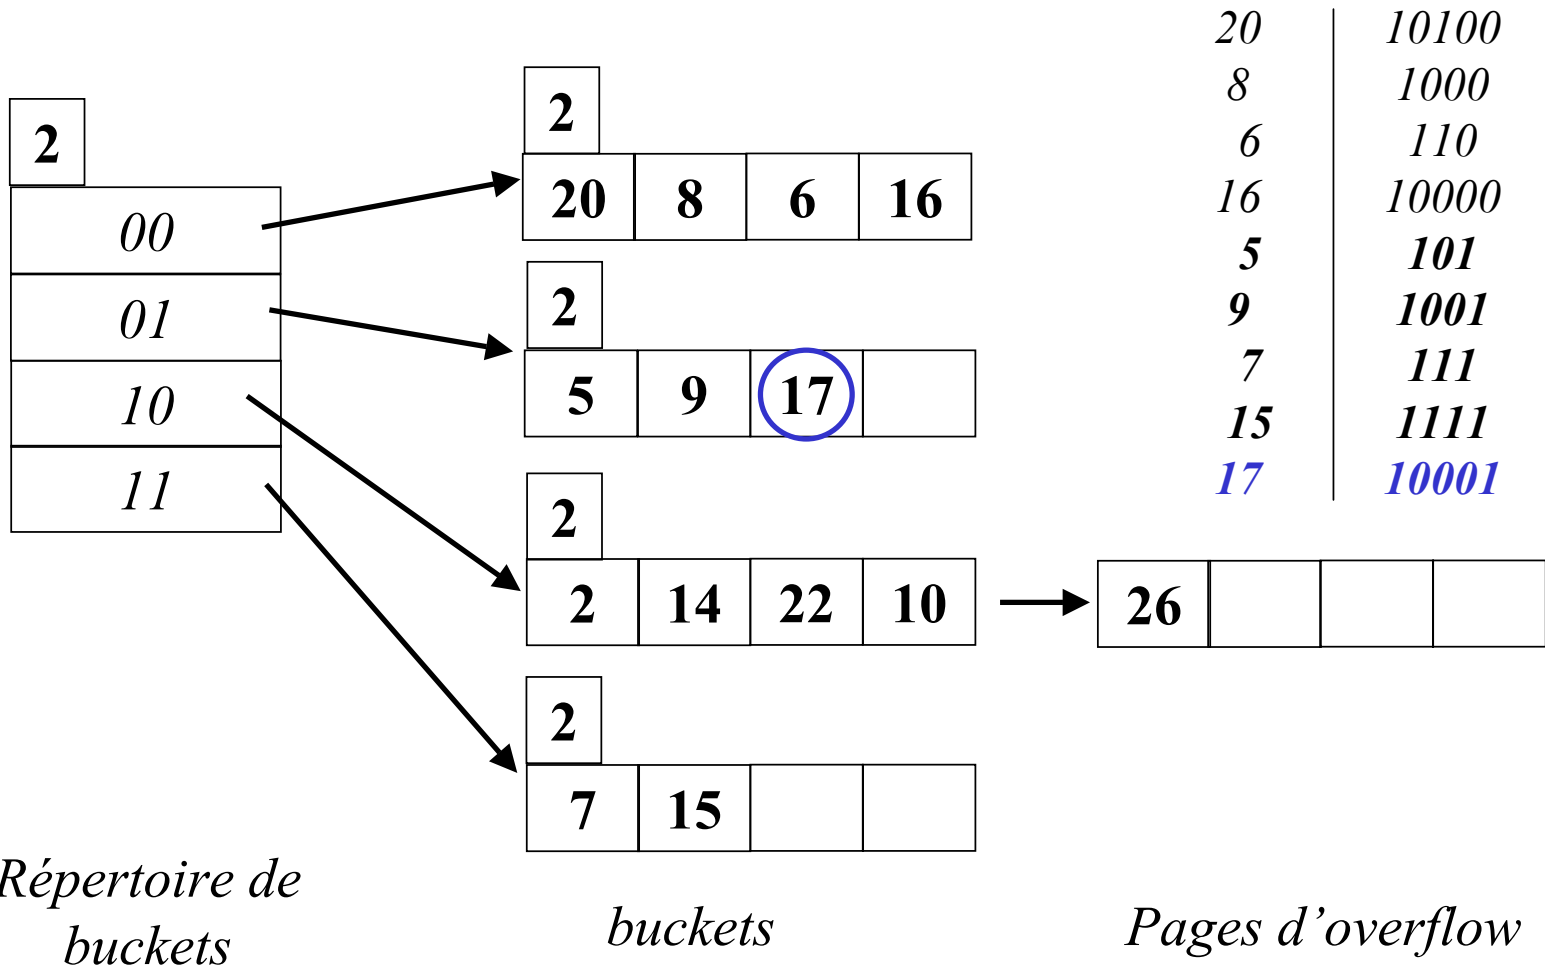 20 10100
8 1000
6 110
16 10000
5 101
9 1001
7 111
15 1111
17 10001
2
00
01
10
11
2
20 8 6 16
2
5 9 17
2
2 14 22 10
26
2
7 15
Répertoire de
buckets
buckets
Pages d’overflow